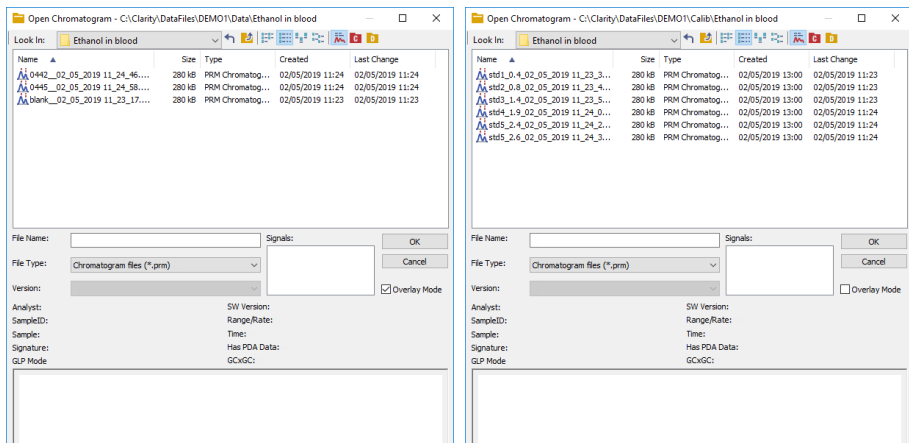 Open Chromatogram - C:\Clarity\DataFiles\DEMO1\Data\Ethanol in blood
Look In: Ethanol in blood C D
Name Size Type Created Last Change
0442__02_05_2019 11_24_46.... 280 kB PRM Chromatog... 02/05/2019 11:24 02/05/2019 11:24
0445__02_05_2019 11_24_58.... 280 kB PRM Chromatog... 02/05/2019 11:24 02/05/2019 11:24
blank__02_05_2019 11_23_17.... 280 kB PRM Chromatog... 02/05/2019 11:23 02/05/2019 11:23
File Name: Signals: OK
File Type: Chromatogram files (*.prm) Cancel
Version: Overlay Mode
Analyst: SW Version:
SampleID: Range/Rate:
Sample: Time:
Signature: Has PDA Data:
GLP Mode GCxGC:
Open Chromatogram - C:\Clarity\DataFiles\DEMO1\Calib\Ethanol in blood
Look In: Ethanol in blood C D
Name Size Type Created Last Change
std1_0.4_02_05_2019 11_23_3... 280 kB PRM Chromatog... 02/05/2019 13:00 02/05/2019 11:23
std2_0.8_02_05_2019 11_23_4... 280 kB PRM Chromatog... 02/05/2019 13:00 02/05/2019 11:23
std3_1.4_02_05_2019 11_23_5... 280 kB PRM Chromatog... 02/05/2019 13:00 02/05/2019 11:23
std4_1.9_02_05_2019 11_24_0... 280 kB PRM Chromatog... 02/05/2019 13:00 02/05/2019 11:24
std5_2.4_02_05_2019 11_24_2... 280 kB PRM Chromatog... 02/05/2019 13:00 02/05/2019 11:24
std5_2.6_02_05_2019 11_24_3... 280 kB PRM Chromatog... 02/05/2019 13:00 02/05/2019 11:24
File Name: Signals: OK
File Type: Chromatogram files (*.prm) Cancel
Version: Overlay Mode
Analyst: SW Version:
SampleID: Range/Rate:
Sample: Time:
Signature: Has PDA Data:
GLP Mode GCxGC: